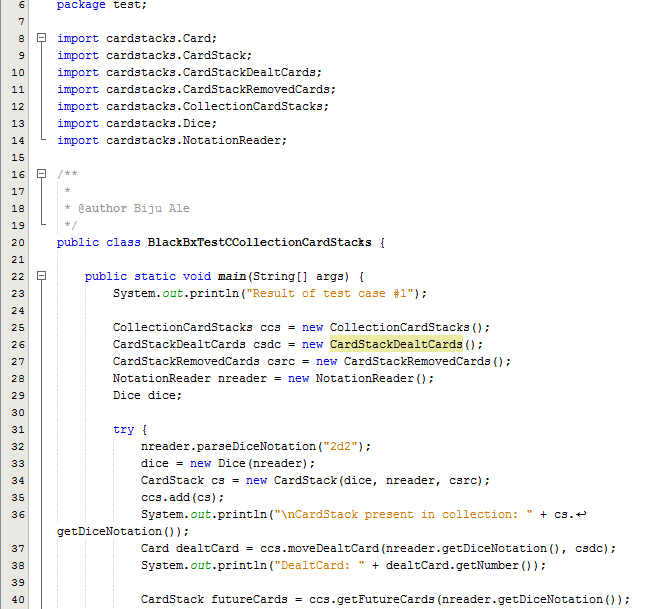 6 package test;
7
8 import cardstacks.Card;
9 import cardstacks.CardStack;
10 import cardstacks.CardStackDealtCards;
11 import cardstacks.CardStackRemovedCards;
12 import cardstacks.CollectionCardStacks;
13 import cardstacks.Dice;
14 import cardstacks.NotationReader;
15
16 /**
17 *
18 * @author Biju Ale
19 */
20 public class BlackBxTestCCollectionCardStacks {
21
22 public static void main(String[] args) {
23 System.out.println("Result of test case #1");
24
25 CollectionCardStacks ccs = new CollectionCardStacks();
26 CardStackDealtCards csdc = new CardStackDealtCards();
27 CardStackRemovedCards csrc = new CardStackRemovedCards();
28 NotationReader nreader = new NotationReader();
29 Dice dice;
30
31 try {
32 nreader.parseDiceNotation("2d2");
33 dice = new Dice(nreader);
34 CardStack cs = new CardStack(dice, nreader, csrc);
35 ccs.add(cs);
36 System.out.println("\nCardStack present in collection: " + cs.↵
getDiceNotation());
37 Card dealtCard = ccs.moveDealtCard(nreader.getDiceNotation(), csdc);
38 System.out.println("DealtCard: " + dealtCard.getNumber());
39
40 CardStack futureCards = ccs.getFutureCards(nreader.getDiceNotation());